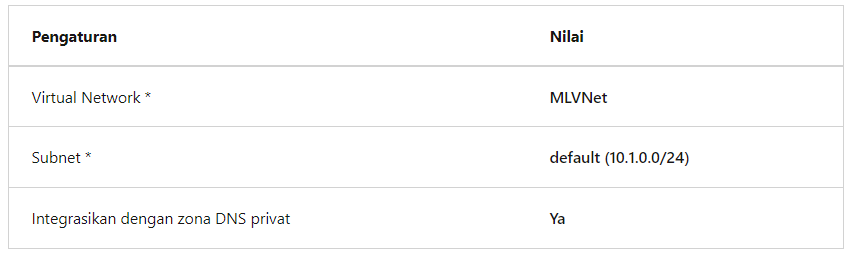 Pengaturan Nilai
Virtual Network * MLVNet
Subnet * default (10.1.0.0/24)
Integrasikan dengan zona DNS privat Ya